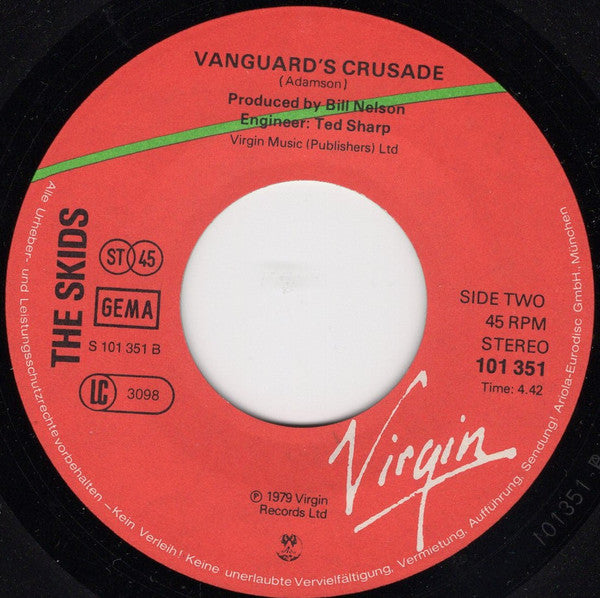 VANGUARD'S CRUSADE
(Adamson)
Produced by Bill Nelson
Engineer: Ted Sharp
Virgin Music (Publishers) Ltd
THE SKIDS
ST 45
GEMA
S 101 351 B
LC 3098
SIDE TWO
45 RPM
STEREO
101 351
Time: 4.42
Virgin
℗ 1979 Virgin
Records Ltd
Alle Urheber- und Leistungsschutzrechte vorbehalten – Kein Verleih! Keine unerlaubte Vervielfältigung, Vermietung, Aufführung, Sendung! Ariola-Eurodisc GmbH. München
101351